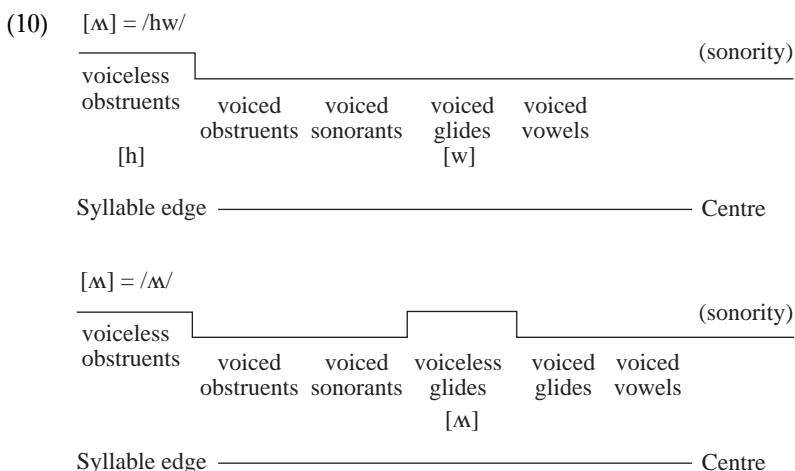 (10) [ʍ] = /hw/
(sonority)
voiceless
obstruents
voiced voiced voiced voiced
obstruents sonorants glides vowels
[h] [w]
Syllable edge Centre
[ʍ] = /ʍ/
(sonority)
voiceless
obstruents
voiced voiced voiceless voiced voiced
obstruents sonorants glides glides vowels
[ʍ]
Syllable edge Centre